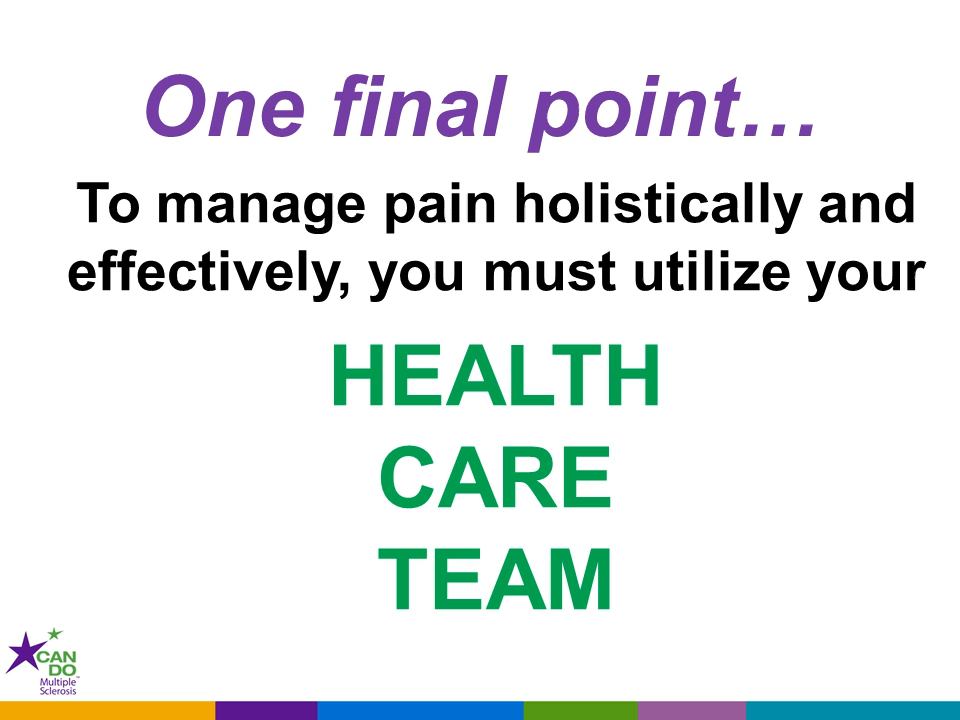 One final point…
To manage pain holistically and
effectively, you must utilize your
HEALTH
CARE
TEAM
CAN
DO™
Multiple
Sclerosis